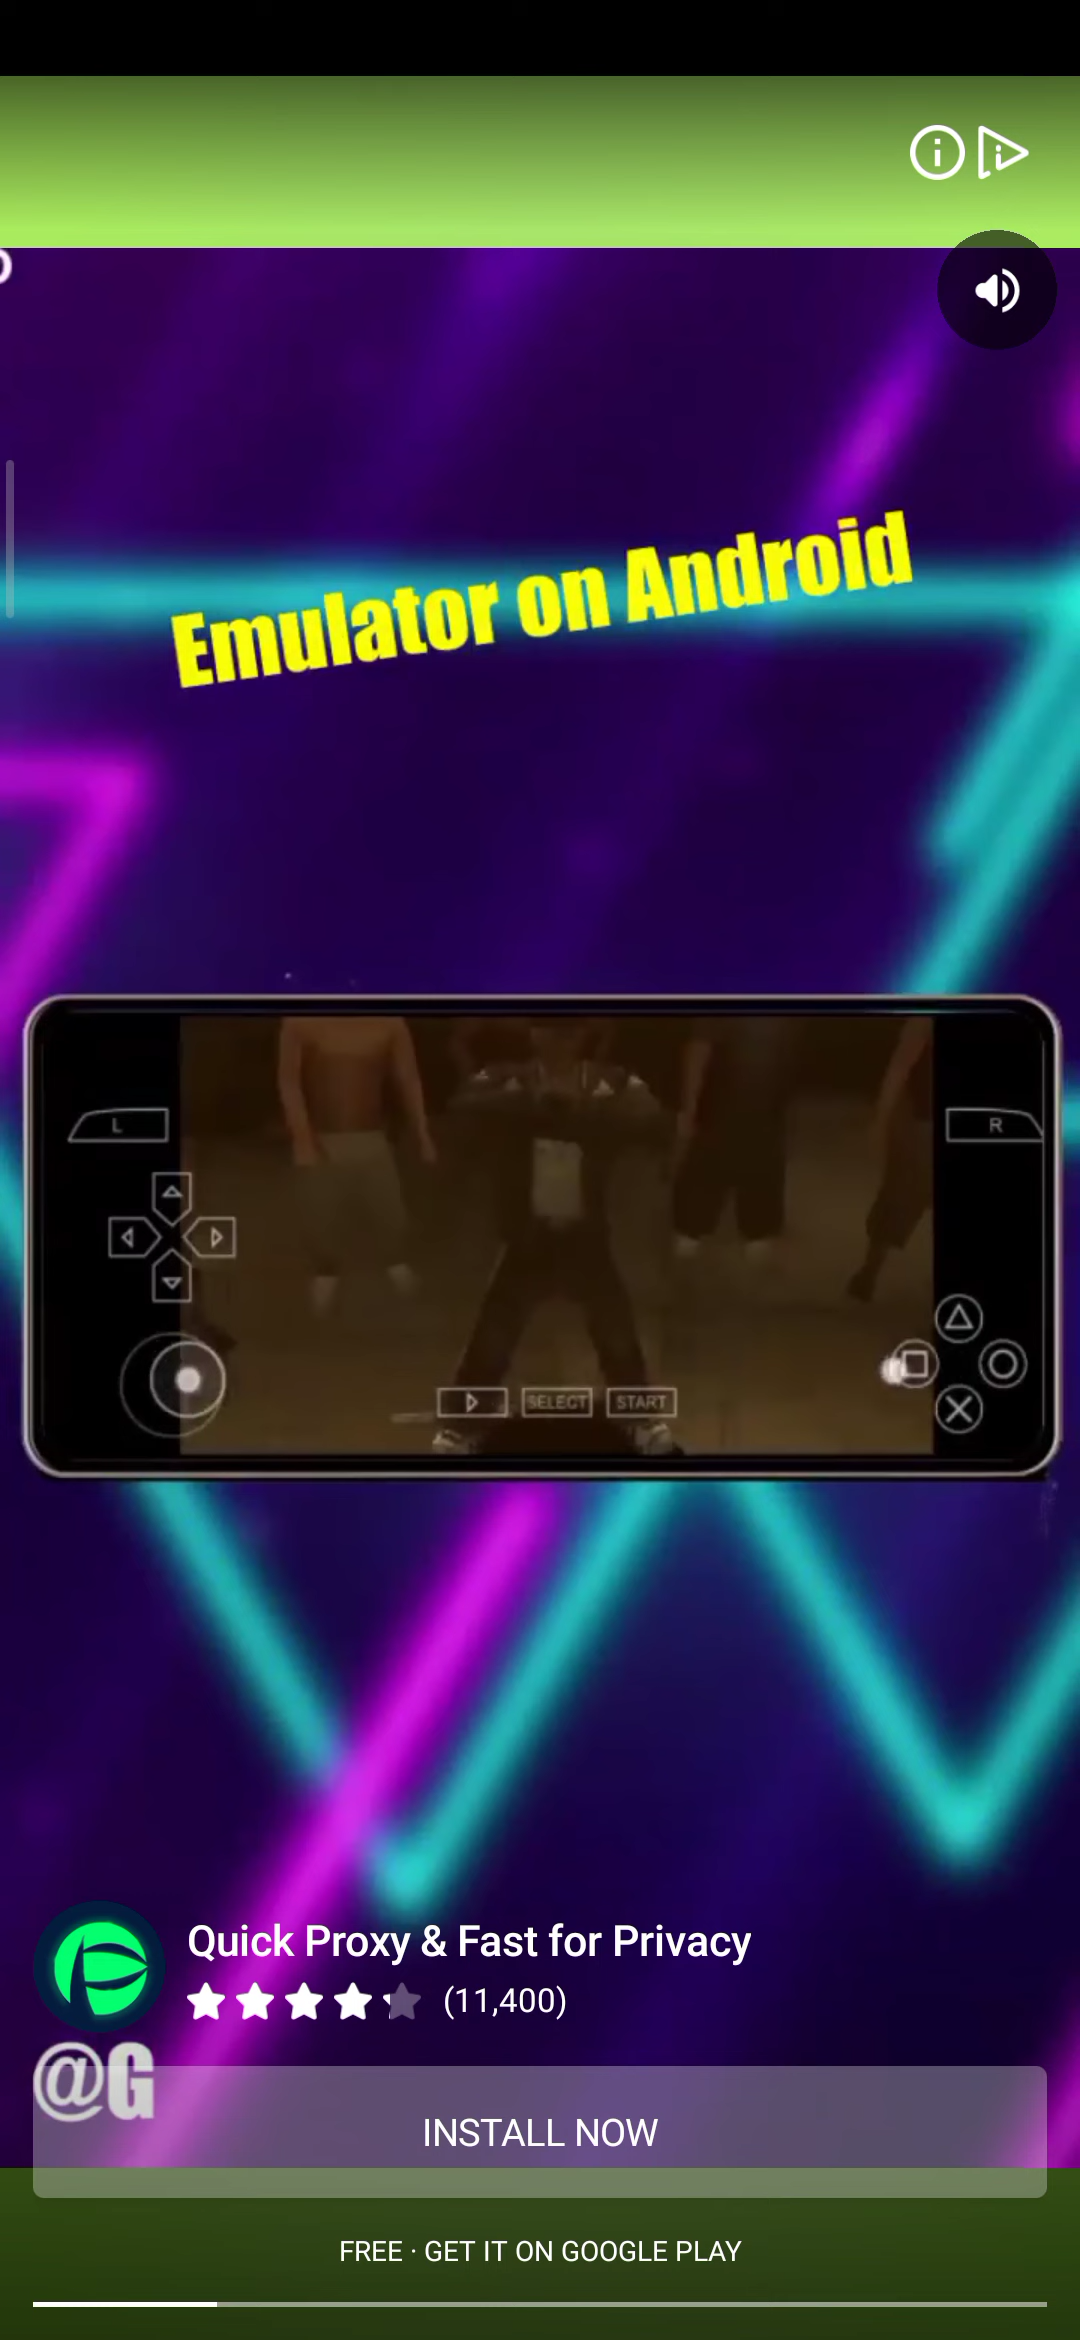 Emulator on Android
L
R
SELECT
START
Quick Proxy & Fast for Privacy
(11,400)
@G
INSTALL NOW
FREE · GET IT ON GOOGLE PLAY